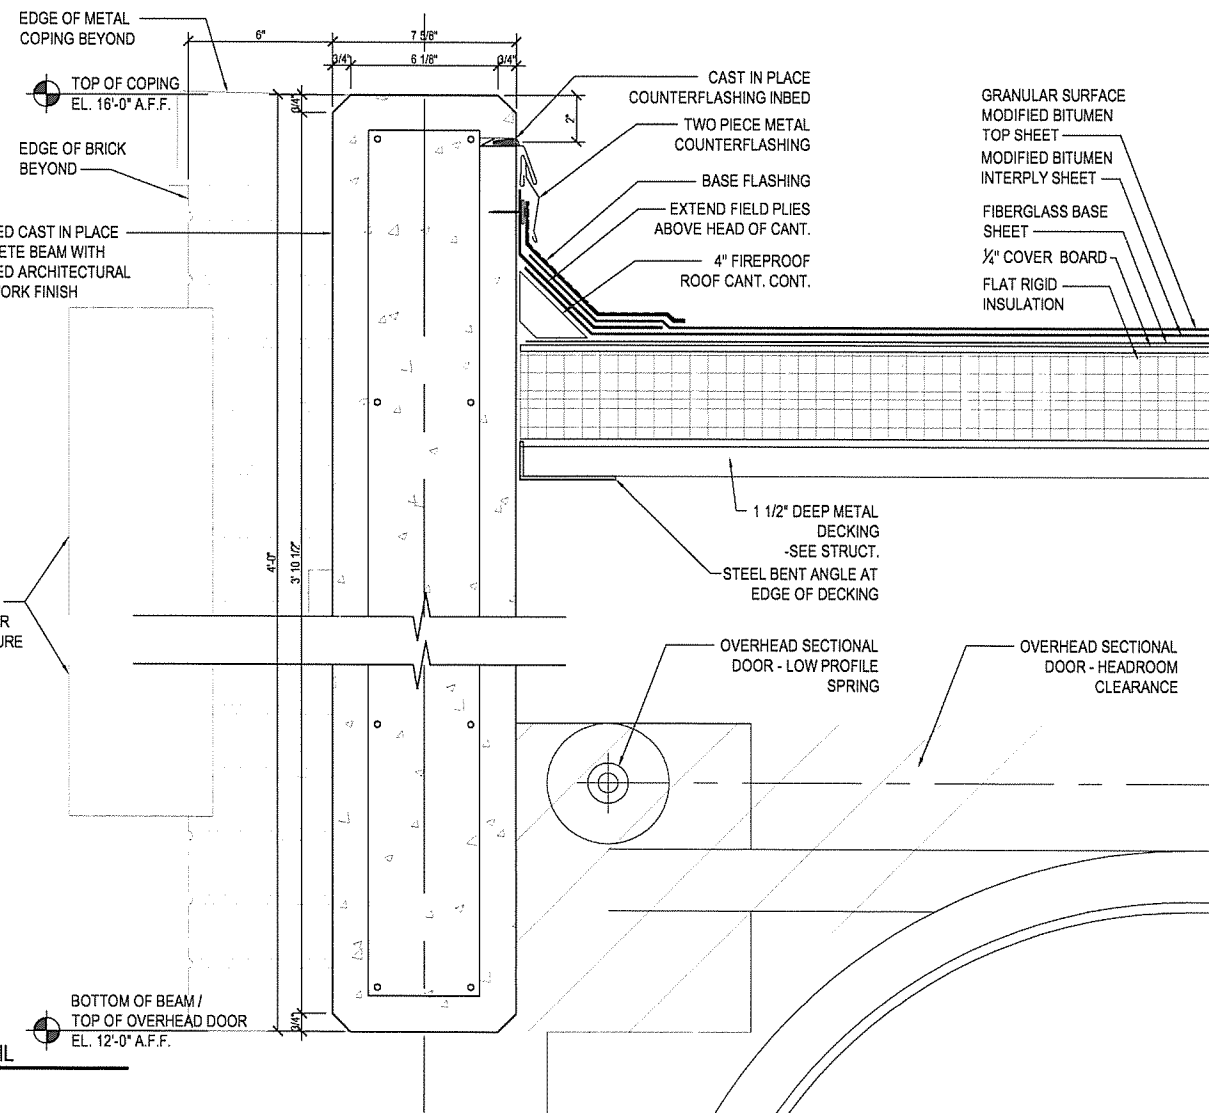 EDGE OF METAL
COPING BEYOND
6"
7 5/8"
3/4"
6 1/8"
3/4"
TOP OF COPING
EL. 16'-0" A.F.F.
3/4"
2"
CAST IN PLACE
COUNTERFLASHING INBED
TWO PIECE METAL
COUNTERFLASHING
BASE FLASHING
EXTEND FIELD PLIES
ABOVE HEAD OF CANT.
4" FIREPROOF
ROOF CANT. CONT.
GRANULAR SURFACE
MODIFIED BITUMEN
TOP SHEET
MODIFIED BITUMEN
INTERPLY SHEET
FIBERGLASS BASE
SHEET
1/4" COVER BOARD
FLAT RIGID
INSULATION
EDGE OF BRICK
BEYOND
ED CAST IN PLACE
ETE BEAM WITH
ED ARCHITECTURAL
ORK FINISH
4'-0"
3' 10 1/2"
1 1/2" DEEP METAL
DECKING
-SEE STRUCT.
STEEL BENT ANGLE AT
EDGE OF DECKING
R
URE
OVERHEAD SECTIONAL
DOOR - LOW PROFILE
SPRING
OVERHEAD SECTIONAL
DOOR - HEADROOM
CLEARANCE
BOTTOM OF BEAM /
TOP OF OVERHEAD DOOR
EL. 12'-0" A.F.F.
3/4"
IL